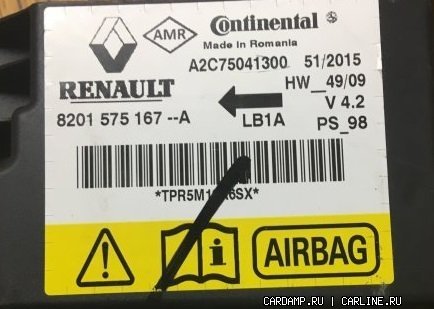 AMR
Continental
Made in Romania
RENAULT
A2C75041300 51/2015
HW_49/09
V 4.2
8201 575 167 --A
LB1A
PS_98
AIRBAG
CARDAMP.RU | CARLINE.RU